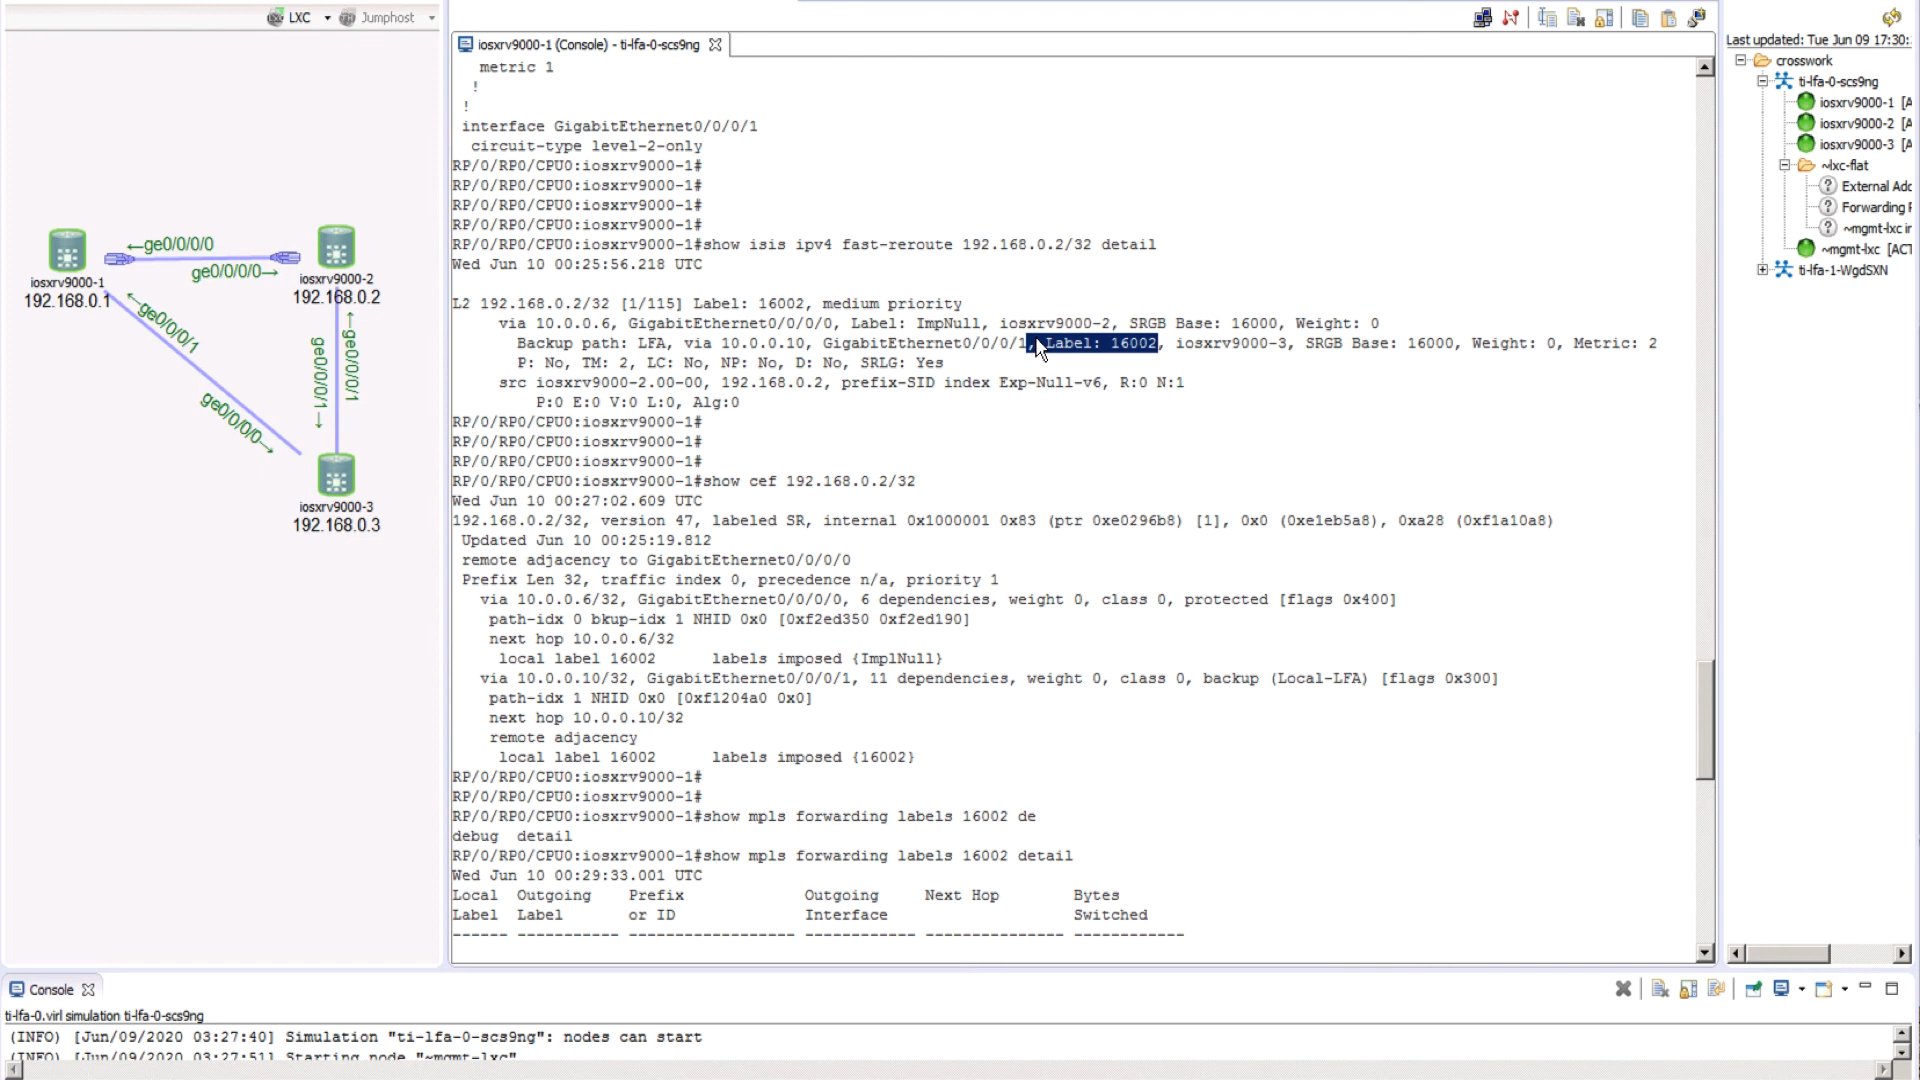 LXC Jumphost
←ge0/0/0/0
ge0/0/0/0→
iosxrv9000-1
192.168.0.1
iosxrv9000-2
192.168.0.2
←ge0/0/0/1
←ge0/0/0/1
ge0/0/0/1→
ge0/0/0/0→
iosxrv9000-3
192.168.0.3
iosxrv9000-1 (Console) - ti-lfa-0-scs9ng
metric 1
!
!
interface GigabitEthernet0/0/0/1
circuit-type level-2-only
RP/0/RP0/CPU0:iosxrv9000-1#
RP/0/RP0/CPU0:iosxrv9000-1#
RP/0/RP0/CPU0:iosxrv9000-1#
RP/0/RP0/CPU0:iosxrv9000-1#
RP/0/RP0/CPU0:iosxrv9000-1#show isis ipv4 fast-reroute 192.168.0.2/32 detail
Wed Jun 10 00:25:56.218 UTC
L2 192.168.0.2/32 [1/115] Label: 16002, medium priority
via 10.0.0.6, GigabitEthernet0/0/0/0, Label: ImpNull, iosxrv9000-2, SRGB Base: 16000, Weight: 0
Backup path: LFA, via 10.0.0.10, GigabitEthernet0/0/0/1, Label: 16002, iosxrv9000-3, SRGB Base: 16000, Weight: 0, Metric: 2
P: No, TM: 2, LC: No, NP: No, D: No, SRLG: Yes
src iosxrv9000-2.00-00, 192.168.0.2, prefix-SID index Exp-Null-v6, R:0 N:1
P:0 E:0 V:0 L:0, Alg:0
RP/0/RP0/CPU0:iosxrv9000-1#
RP/0/RP0/CPU0:iosxrv9000-1#
RP/0/RP0/CPU0:iosxrv9000-1#
RP/0/RP0/CPU0:iosxrv9000-1#show cef 192.168.0.2/32
Wed Jun 10 00:27:02.609 UTC
192.168.0.2/32, version 47, labeled SR, internal 0x1000001 0x83 (ptr 0xe0296b8) [1], 0x0 (0xe1eb5a8), 0xa28 (0xf1a10a8)
Updated Jun 10 00:25:19.812
remote adjacency to GigabitEthernet0/0/0/0
Prefix Len 32, traffic index 0, precedence n/a, priority 1
via 10.0.0.6/32, GigabitEthernet0/0/0/0, 6 dependencies, weight 0, class 0, protected [flags 0x400]
path-idx 0 bkup-idx 1 NHID 0x0 [0xf2ed350 0xf2ed190]
next hop 10.0.0.6/32
local label 16002 labels imposed {ImplNull}
via 10.0.0.10/32, GigabitEthernet0/0/0/1, 11 dependencies, weight 0, class 0, backup (Local-LFA) [flags 0x300]
path-idx 1 NHID 0x0 [0xf1204a0 0x0]
next hop 10.0.0.10/32
remote adjacency
local label 16002 labels imposed {16002}
RP/0/RP0/CPU0:iosxrv9000-1#
RP/0/RP0/CPU0:iosxrv9000-1#
RP/0/RP0/CPU0:iosxrv9000-1#show mpls forwarding labels 16002 de
debug detail
RP/0/RP0/CPU0:iosxrv9000-1#show mpls forwarding labels 16002 detail
Wed Jun 10 00:29:33.001 UTC
Local Outgoing Prefix Outgoing Next Hop Bytes
Label Label or ID Interface Switched
------ ----------- ------------------ ------------ --------------- ------------
Last updated: Tue Jun 09 17:30:
crosswork
ti-lfa-0-scs9ng
iosxrv9000-1 [A
iosxrv9000-2 [A
iosxrv9000-3 [A
~lxc-flat
External Adc
Forwarding
~mgmt-lxc ir
~mgmt-lxc [ACT
ti-lfa-1-WgdSXN
Console
ti-lfa-0.virl simulation ti-lfa-0-scs9ng
(INFO) [Jun/09/2020 03:27:40] Simulation "ti-lfa-0-scs9ng": nodes can start
(INFO) [Jun/09/2020 03:27:51] Starting node "~mgmt-lxc"